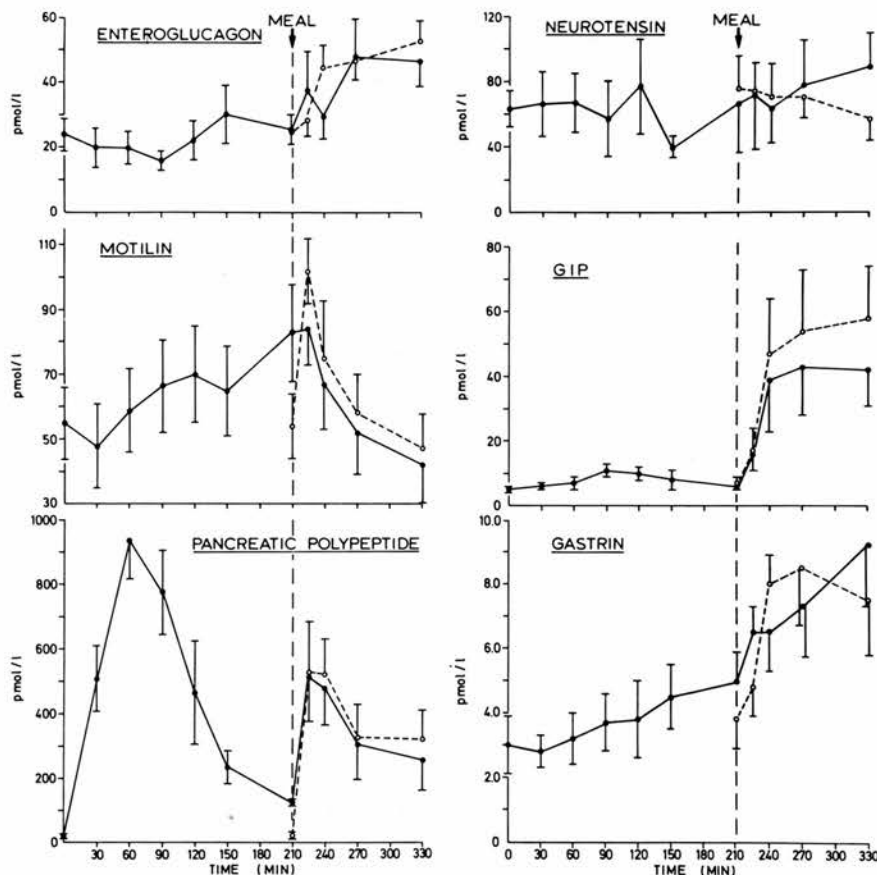 ENTEROGLUCAGON
MEAL
pmol/l
60
40
20
0
NEUROTENSIN
MEAL
pmol/l
120
80
60
40
20
0
MOTILIN
pmol/l
110
90
70
50
30
GIP
pmol/l
80
60
40
20
0
PANCREATIC POLYPEPTIDE
pmol/l
1000
800
600
400
200
0
30 60 90 120 150 180 210 240 270 300 330
TIME (MIN)
GASTRIN
pmol/l
10.0
8.0
6.0
4.0
2.0
0
0 30 60 90 120 150 180 210 240 270 300 330
TIME (MIN)